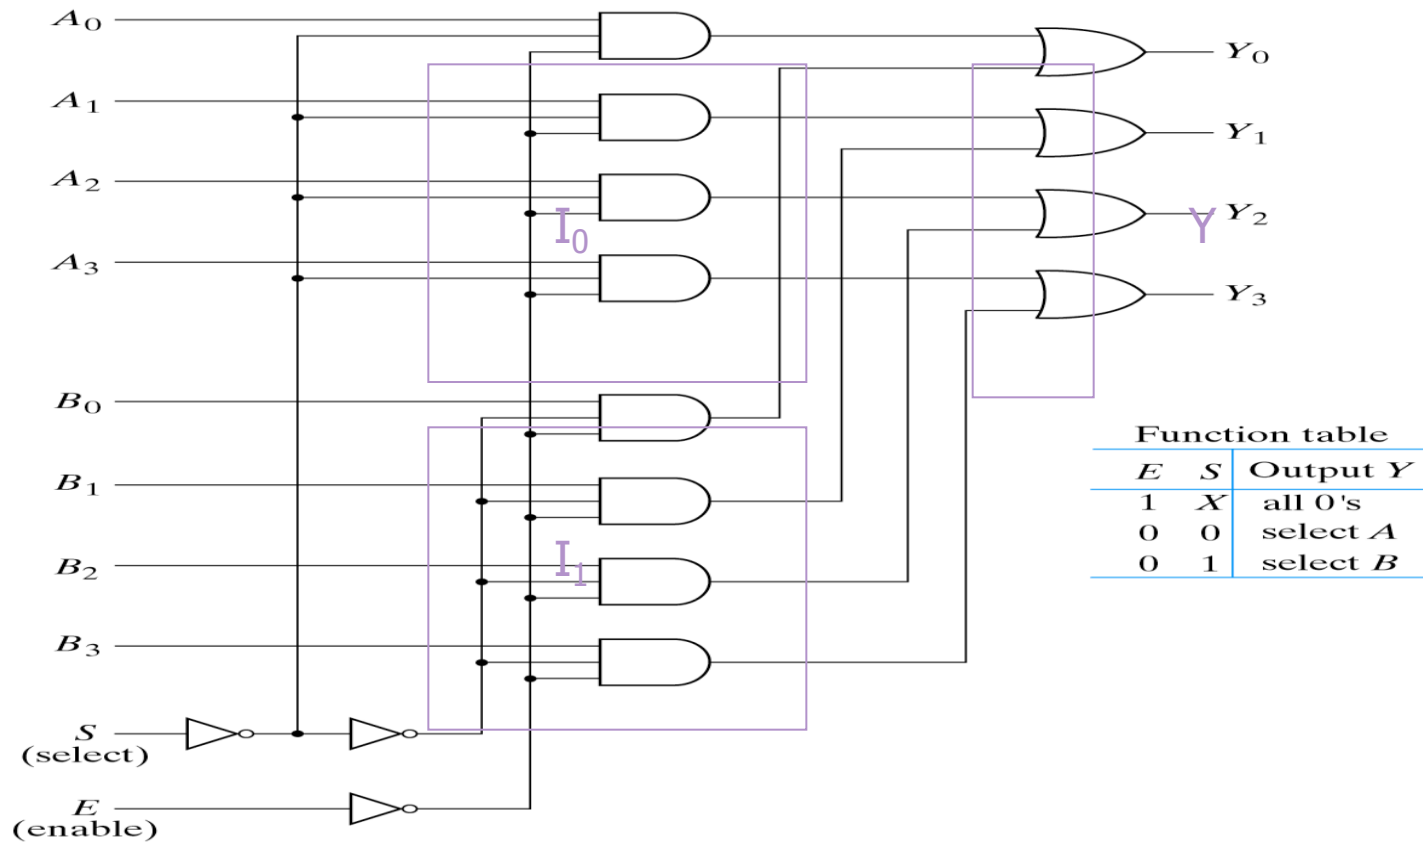 A0
Y0
A1
Y1
A2
I0
Y
Y2
A3
Y3
B0
Function table
E S Output Y
1 X all 0's
0 0 select A
0 1 select B
B1
I1
B2
B3
S
(select)
E
(enable)